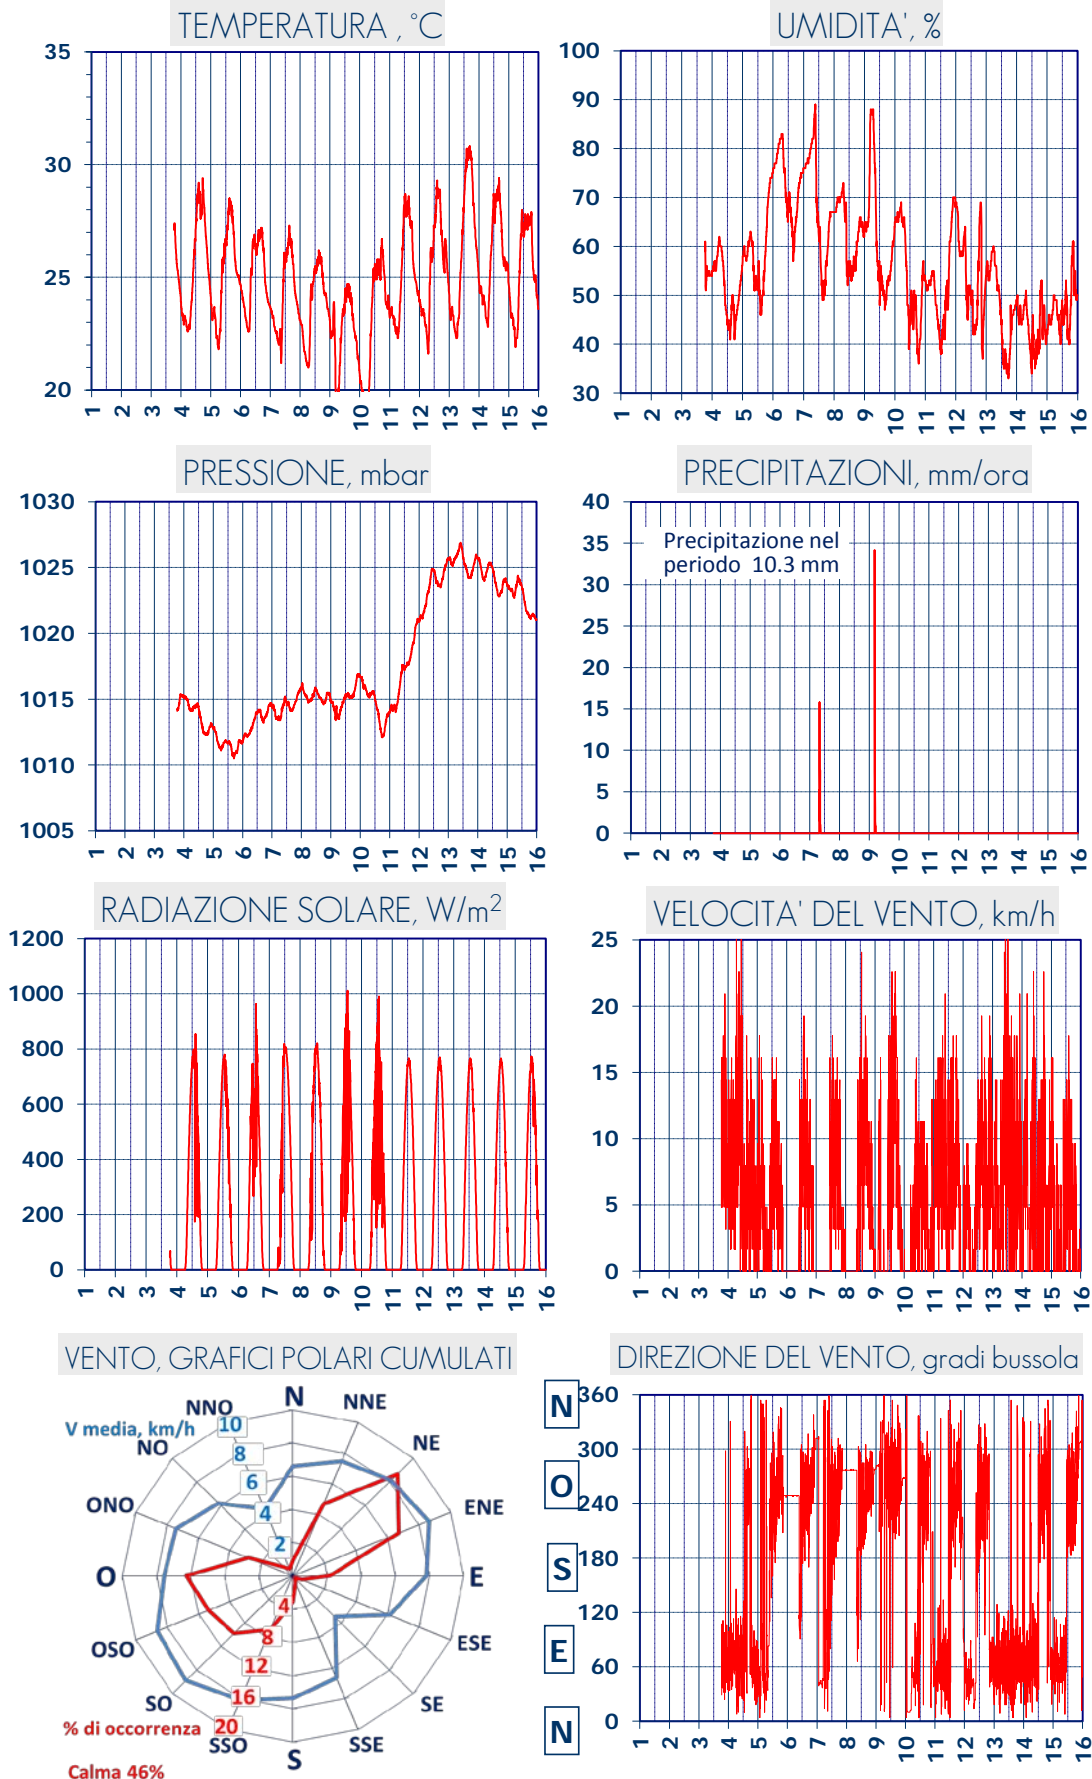 TEMPERATURA , °C
35
30
25
20
1 2 3 4 5 6 7 8 9 10 11 12 13 14 15 16
UMIDITA', %
100
90
80
70
60
50
40
30
1 2 3 4 5 6 7 8 9 10 11 12 13 14 15 16
PRESSIONE, mbar
1030
1025
1020
1015
1010
1005
1 2 3 4 5 6 7 8 9 10 11 12 13 14 15 16
PRECIPITAZIONI, mm/ora
40
35
30
25
20
15
10
5
0
Precipitazione nel
periodo 10.3 mm
1 2 3 4 5 6 7 8 9 10 11 12 13 14 15 16
RADIAZIONE SOLARE, W/m²
1200
1000
800
600
400
200
0
1 2 3 4 5 6 7 8 9 10 11 12 13 14 15 16
VELOCITA' DEL VENTO, km/h
25
20
15
10
5
0
1 2 3 4 5 6 7 8 9 10 11 12 13 14 15 16
VENTO, GRAFICI POLARI CUMULATI
V media, km/h
N
NNE
NE
ENE
E
ESE
SE
SSE
S
SSO
SO
OSO
O
ONO
NO
NNO
10
8
6
4
2
4
8
12
16
20
% di occorrenza
Calma 46%
DIREZIONE DEL VENTO, gradi bussola
N
O
S
E
N
360
300
240
180
120
60
0
1 2 3 4 5 6 7 8 9 10 11 12 13 14 15 16